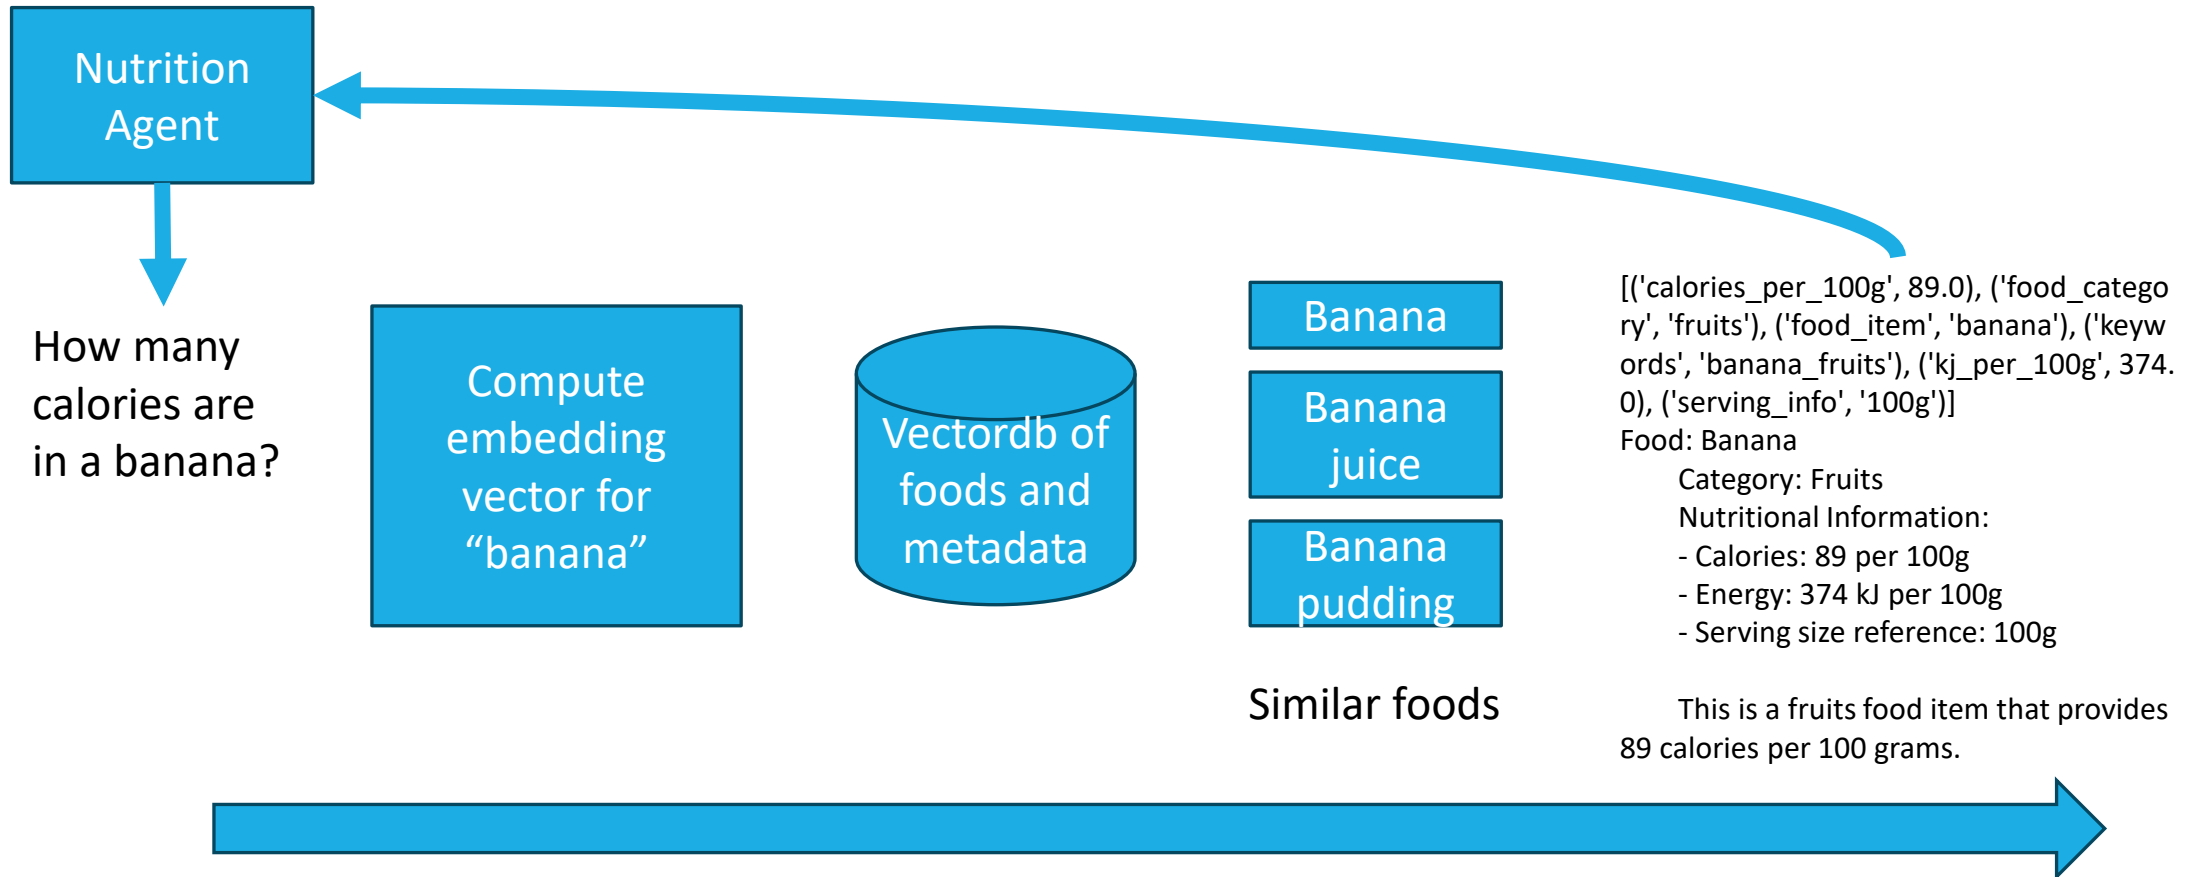 Nutrition
Agent
How many
calories are
in a banana?
Compute
embedding
vector for
“banana”
Vectordb of
foods and
metadata
Banana
Banana
juice
Banana
pudding
Similar foods
[('calories_per_100g', 89.0), ('food_catego
ry', 'fruits'), ('food_item', 'banana'), ('keyw
ords', 'banana_fruits'), ('kj_per_100g', 374.
0), ('serving_info', '100g')]
Food: Banana
Category: Fruits
Nutritional Information:
- Calories: 89 per 100g
- Energy: 374 kJ per 100g
- Serving size reference: 100g
This is a fruits food item that provides
89 calories per 100 grams.